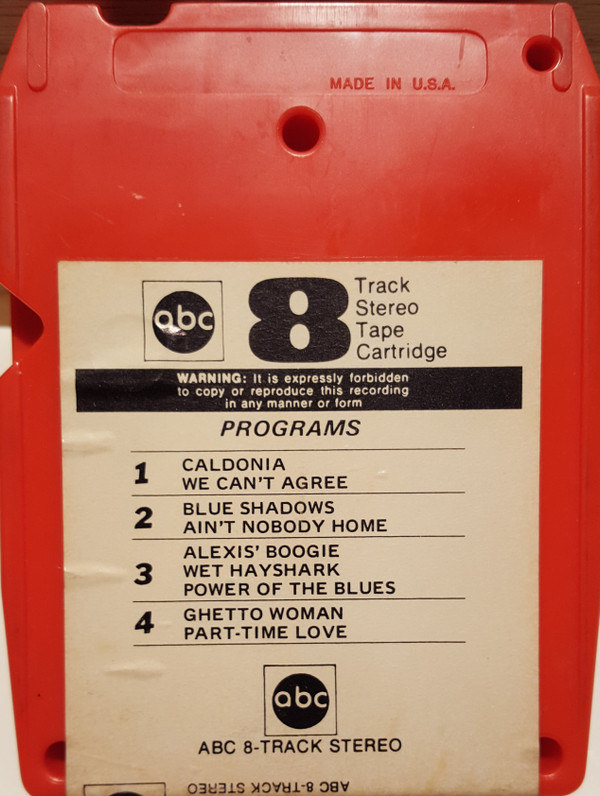 MADE IN U.S.A.
abc
8
Track
Stereo
Tape
Cartridge
WARNING: It is expressly forbidden
to copy or reproduce this recording
in any manner or form
PROGRAMS
1 CALDONIA
WE CAN'T AGREE
2 BLUE SHADOWS
AIN'T NOBODY HOME
3 ALEXIS' BOOGIE
WET HAYSHARK
POWER OF THE BLUES
4 GHETTO WOMAN
PART-TIME LOVE
abc
ABC 8-TRACK STEREO
ABC 8-TRACK STEREO